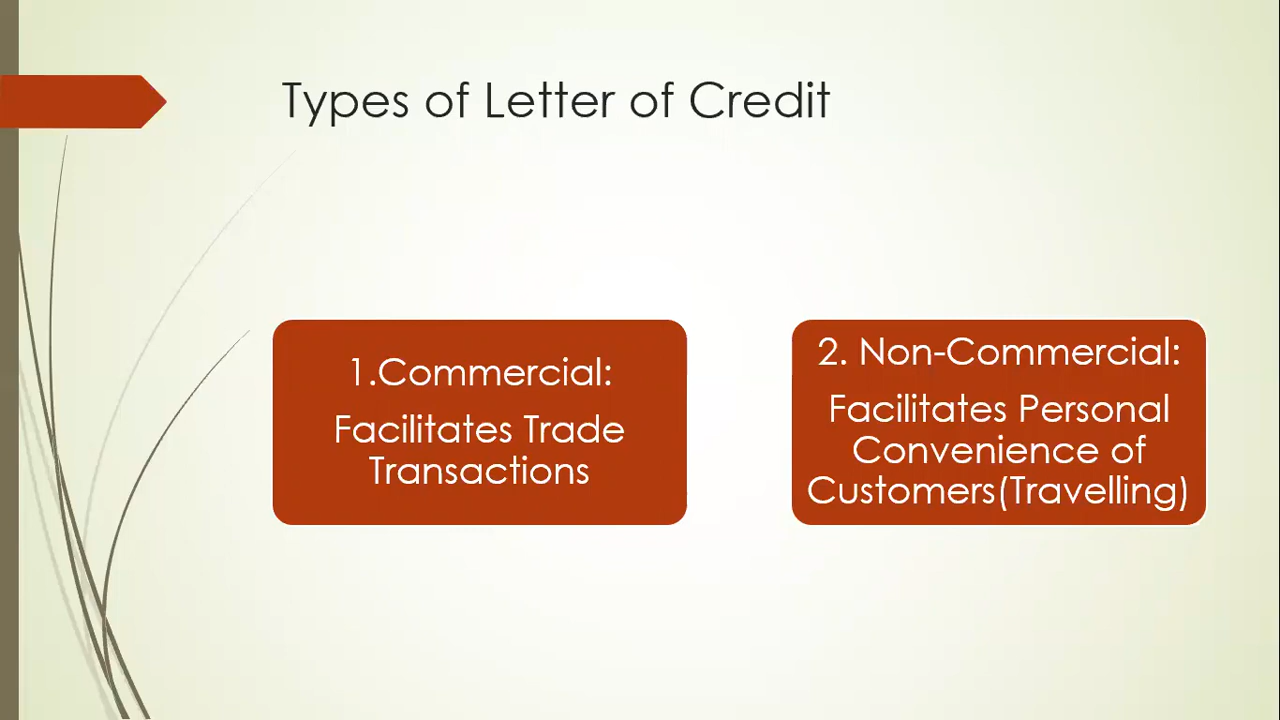 Types of Letter of Credit
1.Commercial:
Facilitates Trade
Transactions
2. Non-Commercial:
Facilitates Personal
Convenience of
Customers(Travelling)